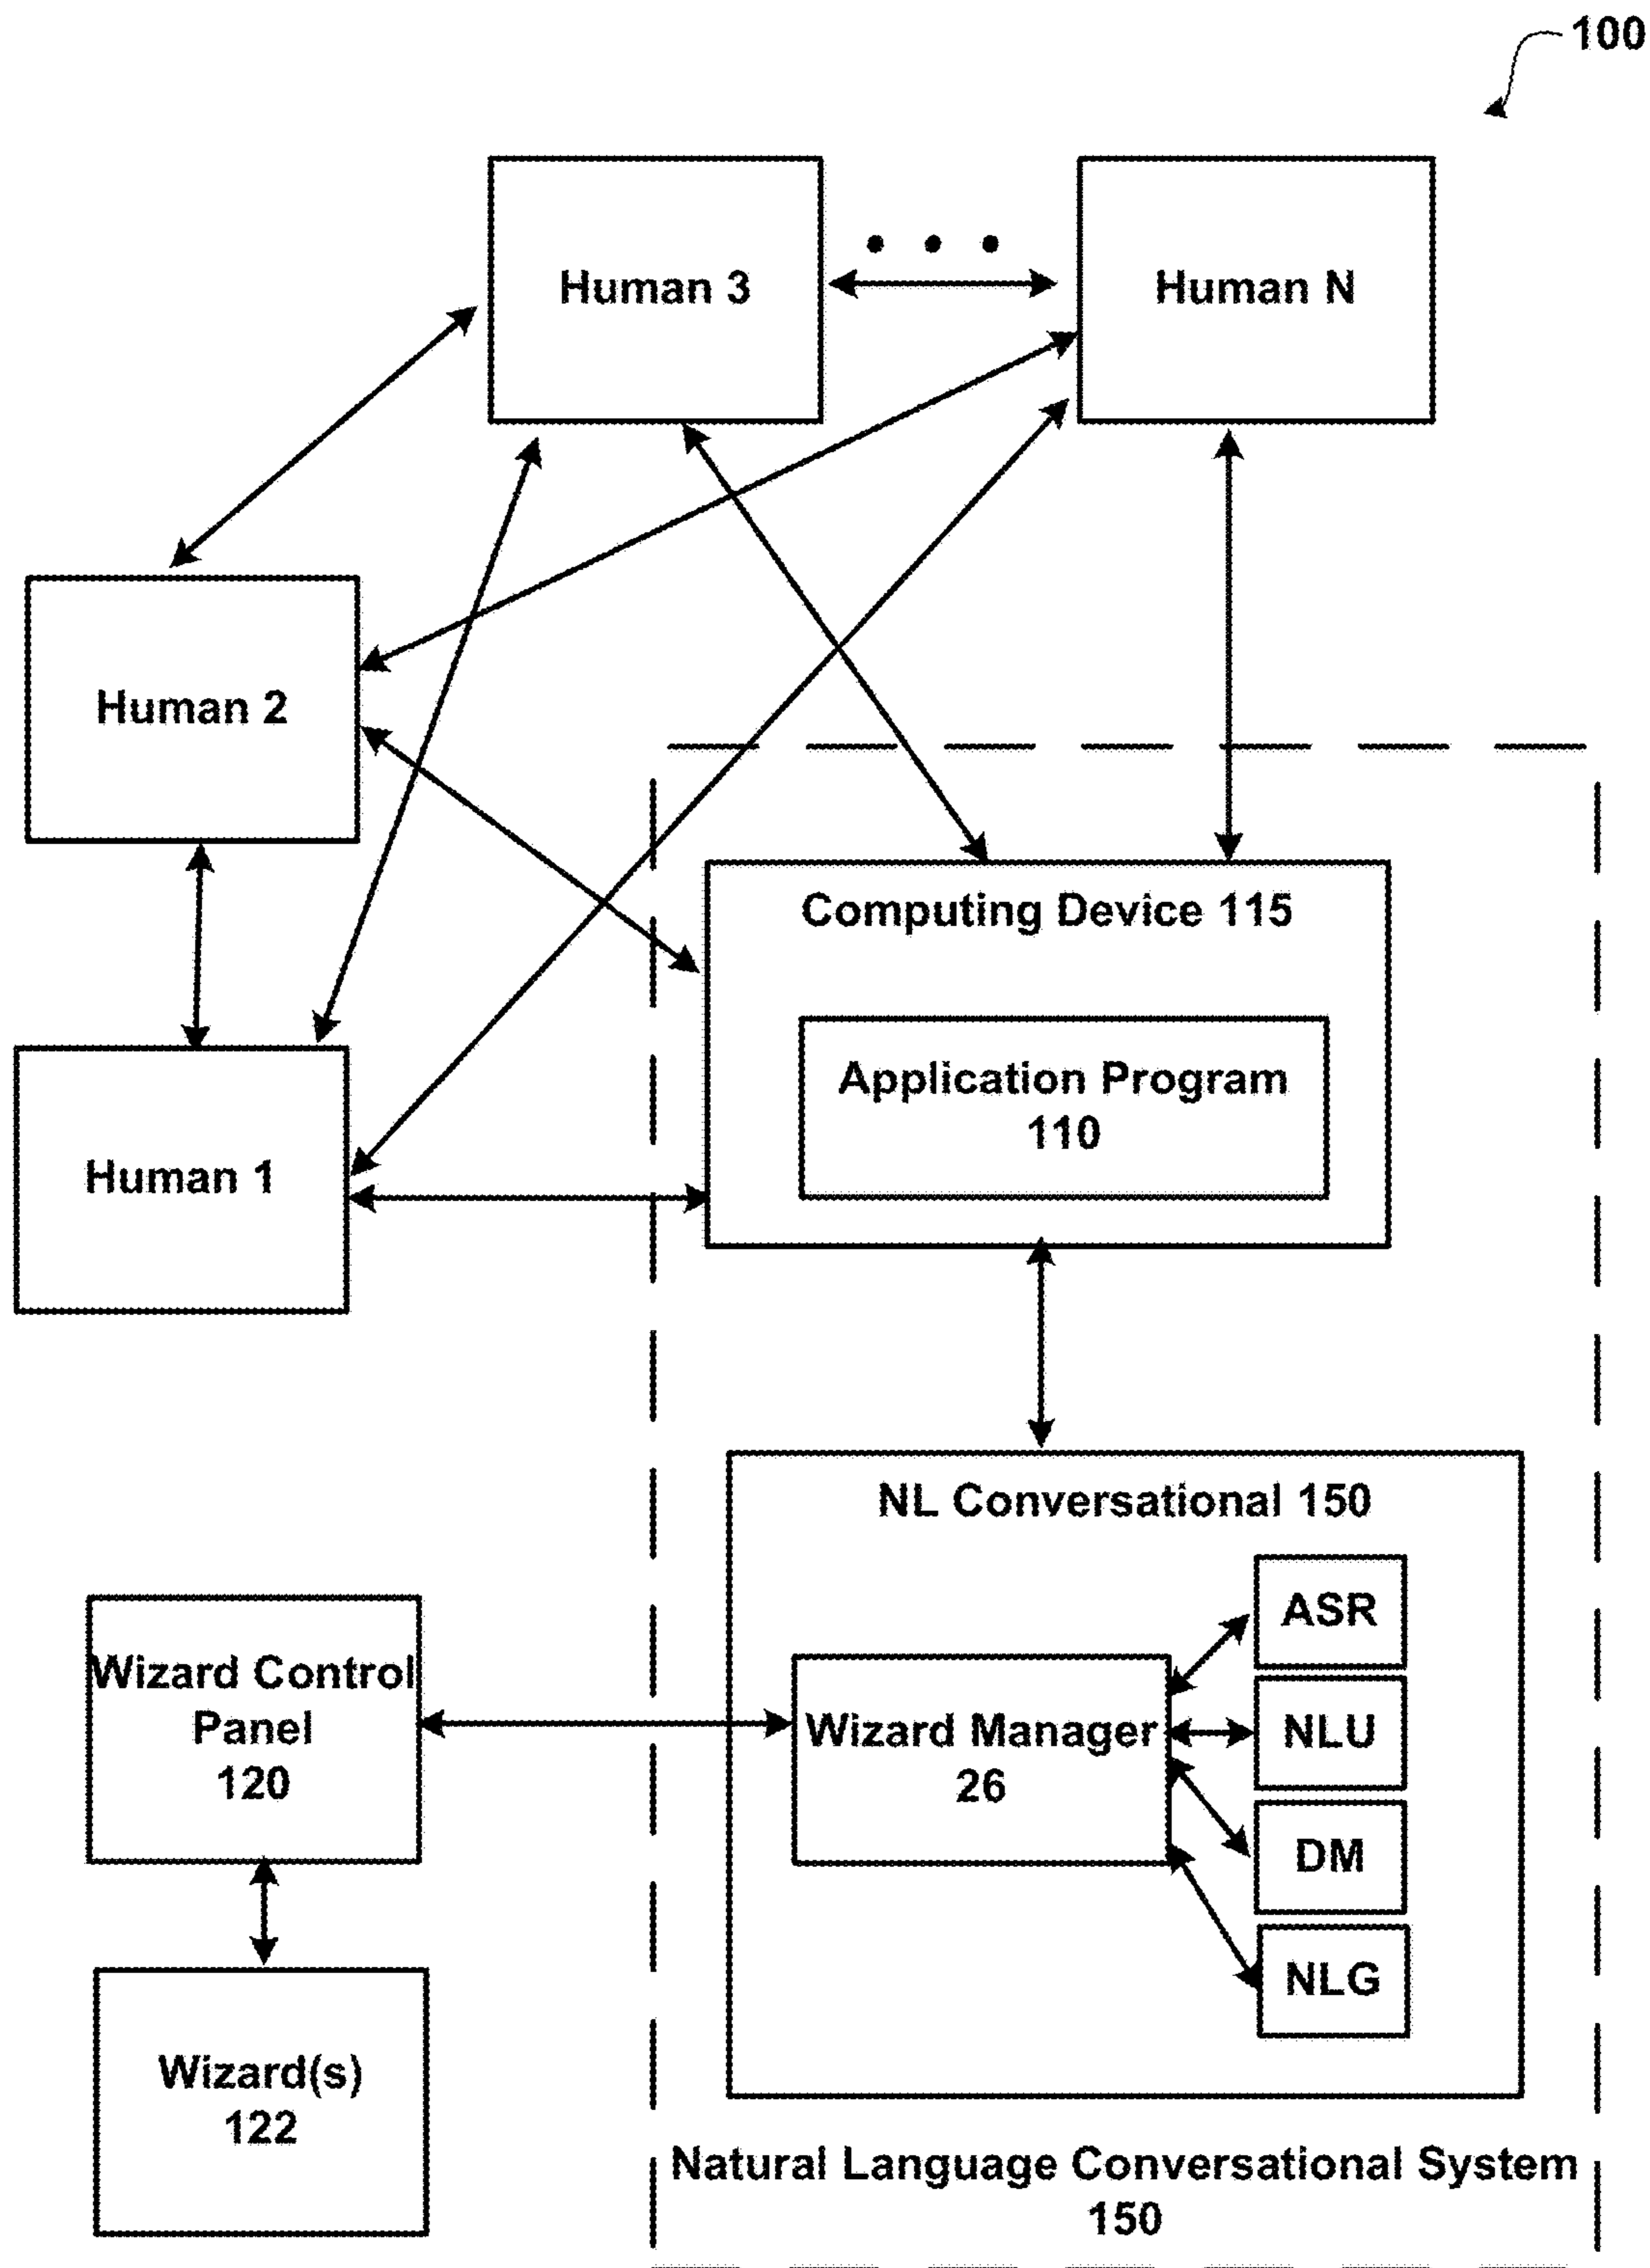 100
Human 3
Human N
Human 2
Computing Device 115
Application Program
110
Human 1
NL Conversational 150
ASR
Wizard Control
Panel
120
Wizard Manager
26
NLU
DM
NLG
Wizard(s)
122
Natural Language Conversational System
150